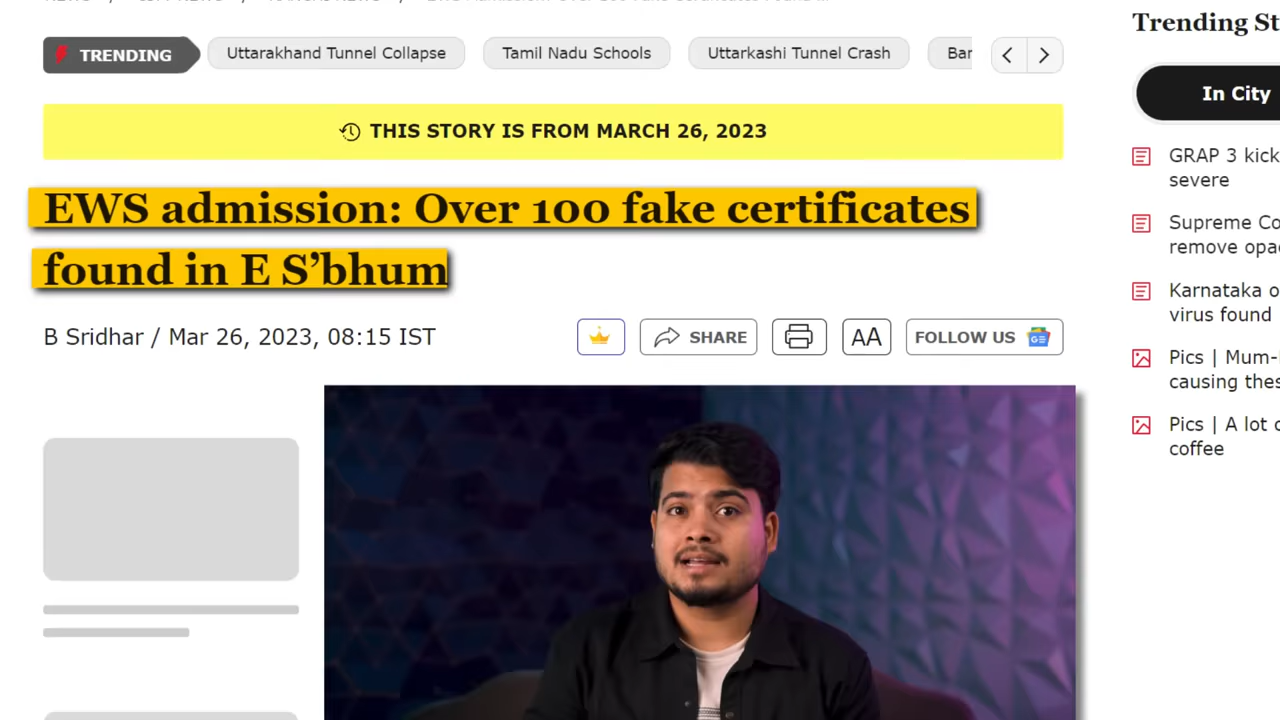 TRENDING
Uttarakhand Tunnel Collapse
Tamil Nadu Schools
Uttarkashi Tunnel Crash
THIS STORY IS FROM MARCH 26, 2023
EWS admission: Over 100 fake certificates
found in E S’bhum
B Sridhar / Mar 26, 2023, 08:15 IST
SHARE
AA
FOLLOW US
GE
Trending St
In City
GRAP 3 kick
severe
Supreme Co
remove opa
Karnataka o
virus found
Pics | Mum-
causing thes
Pics | A lot
coffee